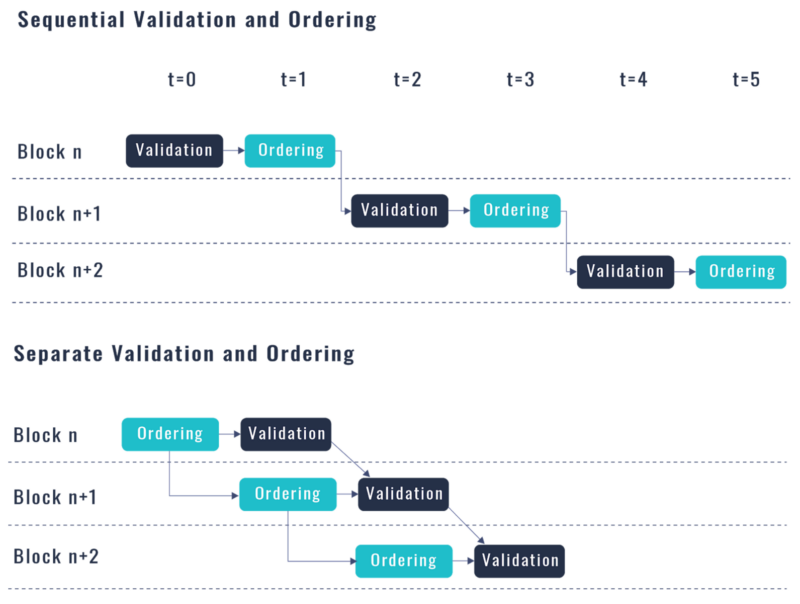 Sequential Validation and Ordering
t=0 t=1 t=2 t=3 t=4 t=5
Block n Validation Ordering
Block n+1 Validation Ordering
Block n+2 Validation Ordering
Separate Validation and Ordering
Block n Ordering Validation
Block n+1 Ordering Validation
Block n+2 Ordering Validation